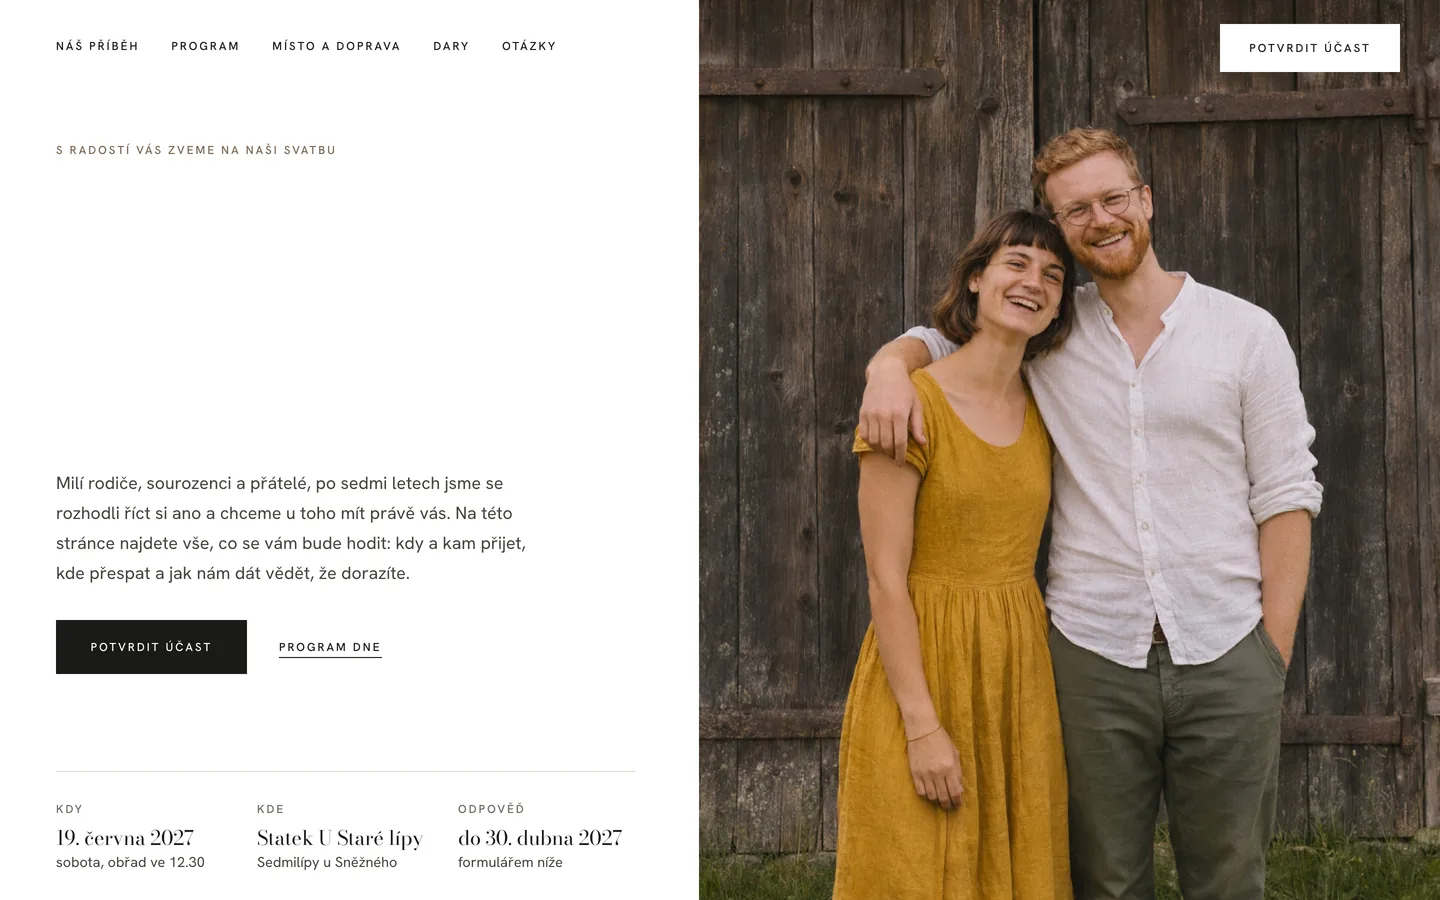 NÁŠ PŘÍBĚH
PROGRAM
MÍSTO A DOPRAVA
DARY
OTÁZKY
POTVRDIT ÚČAST
S RADOSTÍ VÁS ZVEME NA NAŠI SVATBU
Milí rodiče, sourozenci a přátelé, po sedmi letech jsme se
rozhodli říct si ano a chceme u toho mít právě vás. Na této
stránce najdete vše, co se vám bude hodit: kdy a kam přijet,
kde přespat a jak nám dát vědět, že dorazíte.
POTVRDIT ÚČAST
PROGRAM DNE
KDY
19. června 2027
sobota, obřad ve 12.30
KDE
Statek U Staré lípy
Sedmilípy u Sněžného
ODPOVĚĎ
do 30. dubna 2027
formulářem níže